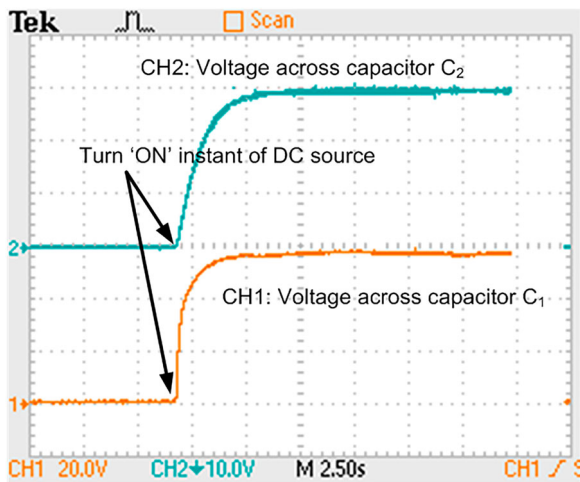 Tek Scan
CH2: Voltage across capacitor C₂
Turn ‘ON’ instant of DC source
2
CH1: Voltage across capacitor C₁
1
CH1 20.0V CH2 10.0V M 2.50s CH1 S